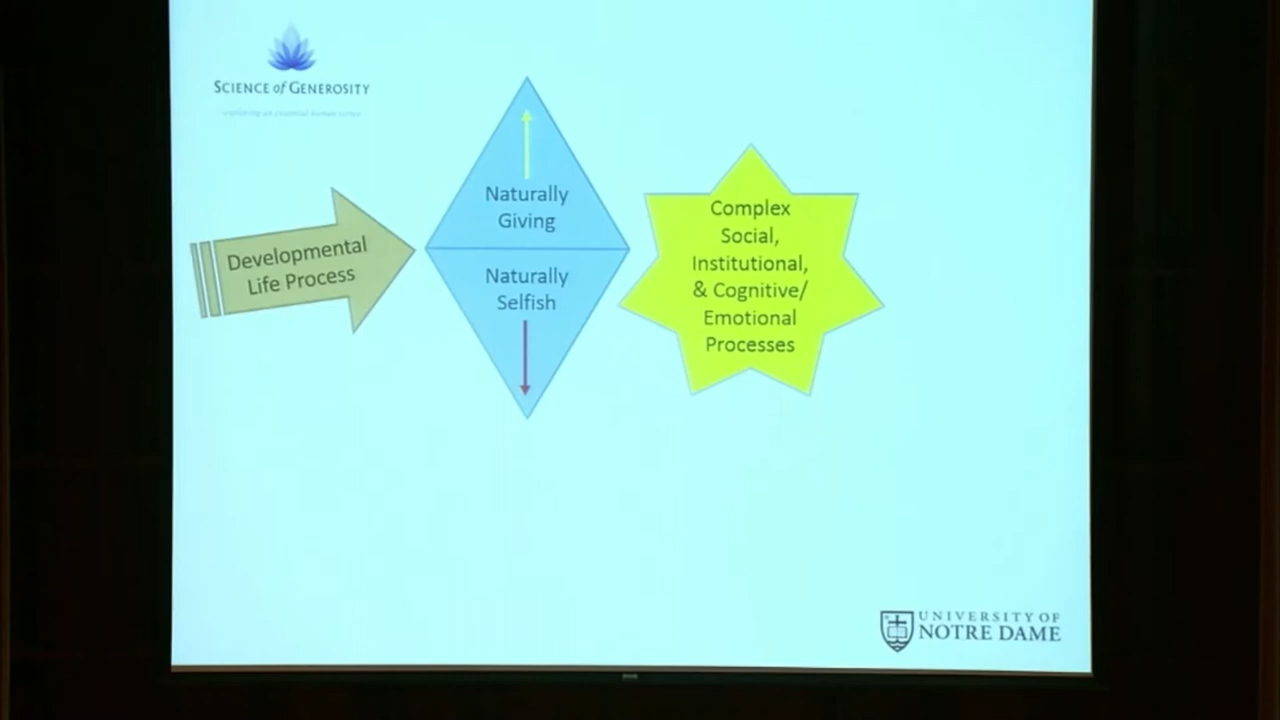 SCIENCE of GENEROSITY
Developmental
Life Process
Naturally
Giving
Naturally
Selfish
Complex
Social,
Institutional,
& Cognitive/
Emotional
Processes
UNIVERSITY OF
NOTRE DAME